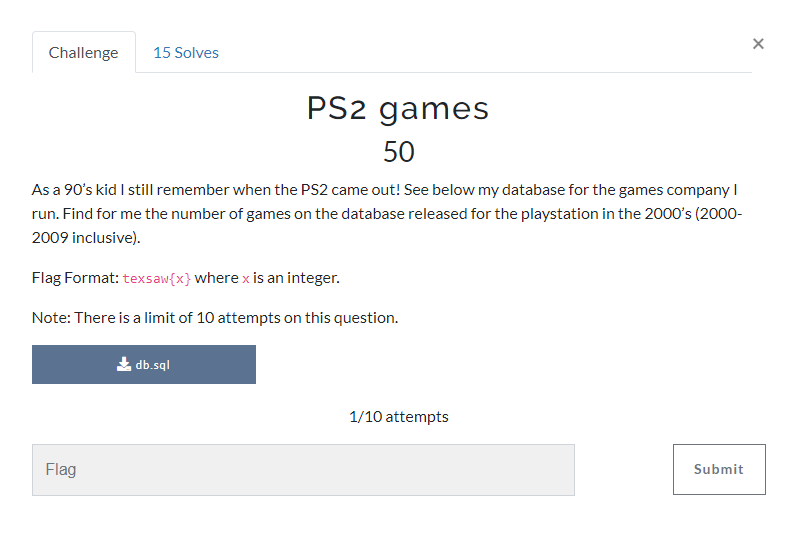 Challenge
15 Solves
×
PS2 games
50
As a 90’s kid I still remember when the PS2 came out! See below my database for the games company I
run. Find for me the number of games on the database released for the playstation in the 2000’s (2000-
2009 inclusive).
Flag Format: texsaw{x} where x is an integer.
Note: There is a limit of 10 attempts on this question.
db.sql
1/10 attempts
Flag
Submit